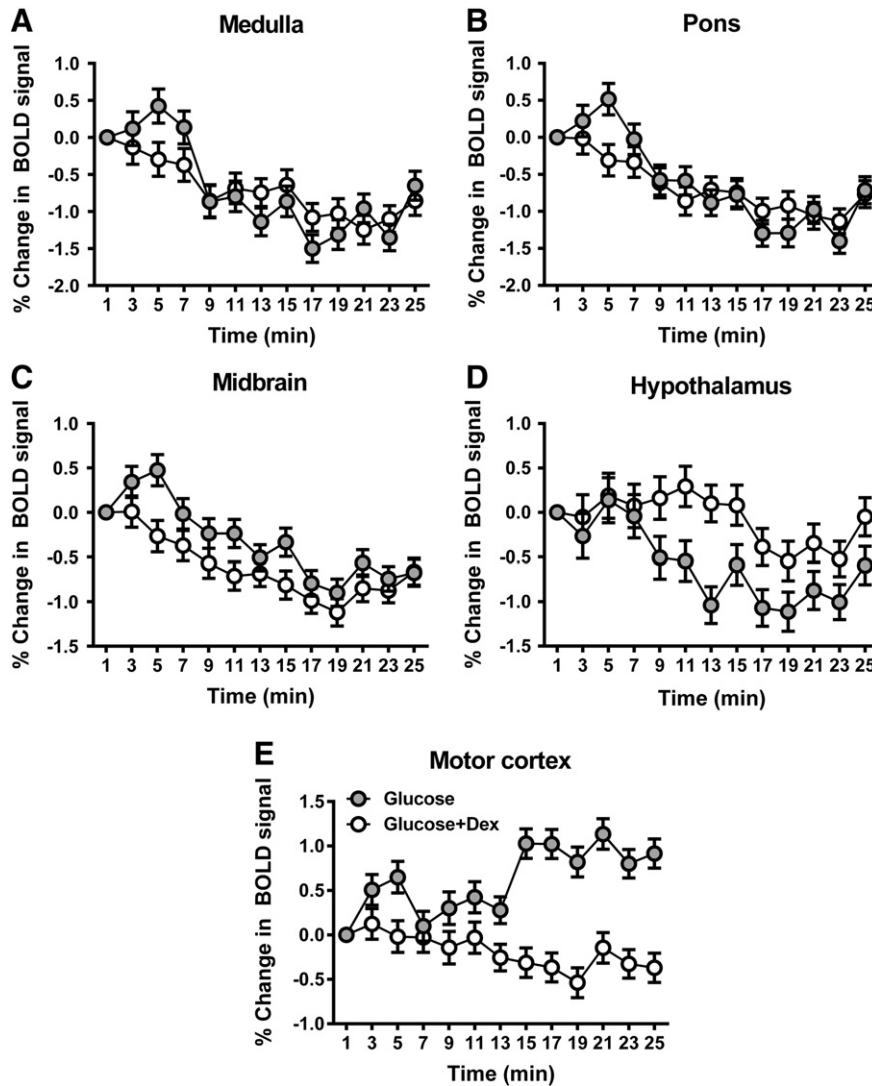 A
Medulla
% Change in BOLD signal
1.0
0.5
0.0
-0.5
-1.0
-1.5
-2.0
1 3 5 7 9 11 13 15 17 19 21 23 25
Time (min)
B
Pons
% Change in BOLD signal
1.0
0.5
0.0
-0.5
-1.0
-1.5
-2.0
1 3 5 7 9 11 13 15 17 19 21 23 25
Time (min)
C
Midbrain
% Change in BOLD signal
1.0
0.5
0.0
-0.5
-1.0
-1.5
1 3 5 7 9 11 13 15 17 19 21 23 25
Time (min)
D
Hypothalamus
% Change in BOLD signal
1.0
0.5
0.0
-0.5
-1.0
-1.5
1 3 5 7 9 11 13 15 17 19 21 23 25
Time (min)
E
Motor cortex
% Change in BOLD signal
1.5
1.0
0.5
0.0
-0.5
-1.0
Glucose
Glucose+Dex
1 3 5 7 9 11 13 15 17 19 21 23 25
Time (min)